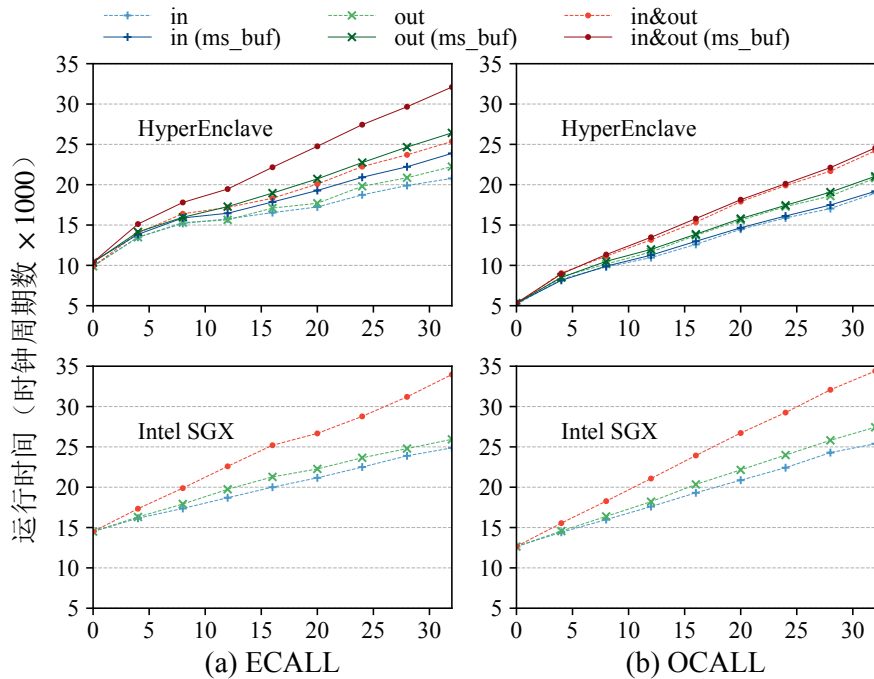 in out in&out
in (ms_buf) out (ms_buf) in&out (ms_buf)
运行时间（时钟周期数 × 1000）
35 35
30 30
HyperEnclave HyperEnclave
25 25
20 20
15 15
10 10
5 5
0 5 10 15 20 25 30 0 5 10 15 20 25 30
35 35
30 30
Intel SGX Intel SGX
25 25
20 20
15 15
10 10
5 5
0 5 10 15 20 25 30 0 5 10 15 20 25 30
(a) ECALL (b) OCALL